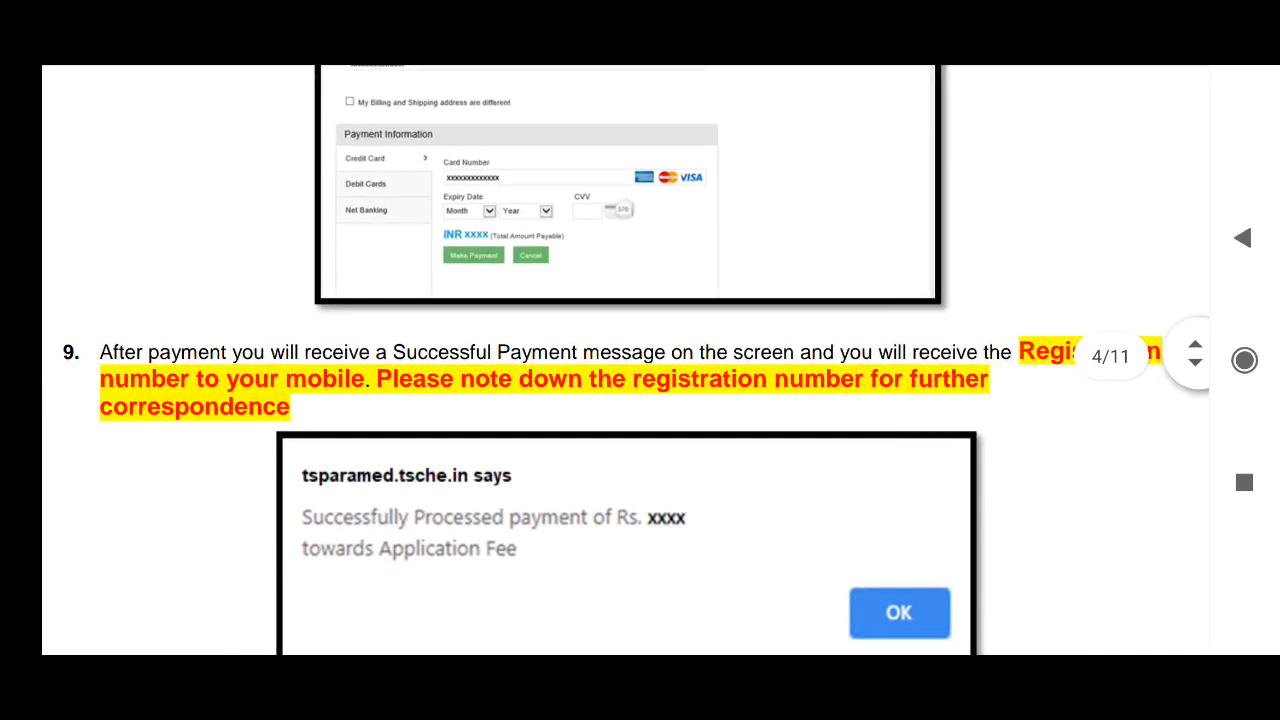 My Billing and Shipping address are different
Payment Information
Credit Card
Debit Cards
Net Banking
Card Number
xxxxxxxxxxxxx
VISA
Expiry Date
CVV
Month
Year
INR xxxx (Total Amount Payable)
Make Payment
Cancel
9. After payment you will receive a Successful Payment message on the screen and you will receive the
number to your mobile. Please note down the registration number for further
correspondence
4/11
tsparamed.tsche.in says
Successfully Processed payment of Rs. xxxx
towards Application Fee
OK